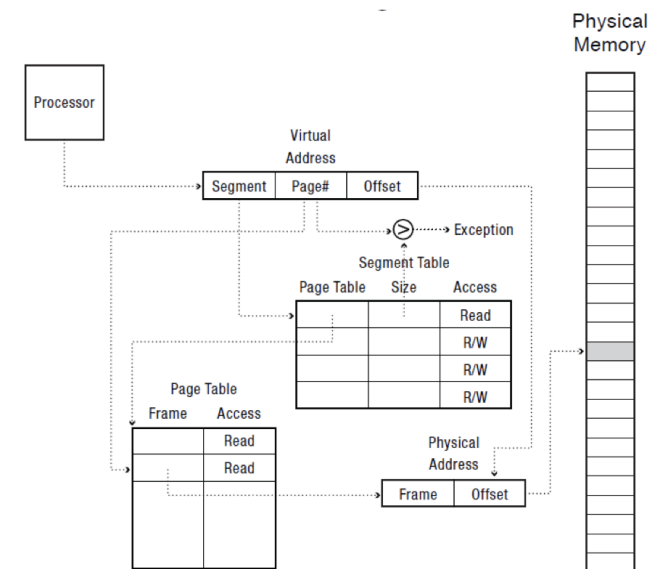 Physical
Memory
Processor
Virtual
Address
Segment Page# Offset
> Exception
Segment Table
Page Table Size Access
Read
R/W
R/W
R/W
Page Table
Frame Access
Read
Read
Physical
Address
Frame Offset